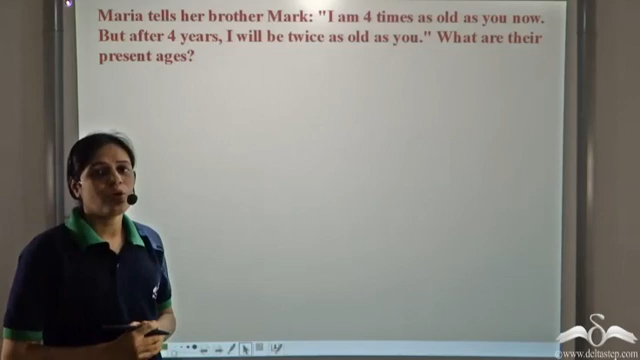 Maria tells her brother Mark: "I am 4 times as old as you now.
But after 4 years, I will be twice as old as you." What are their
present ages?
©www.deltastep.com